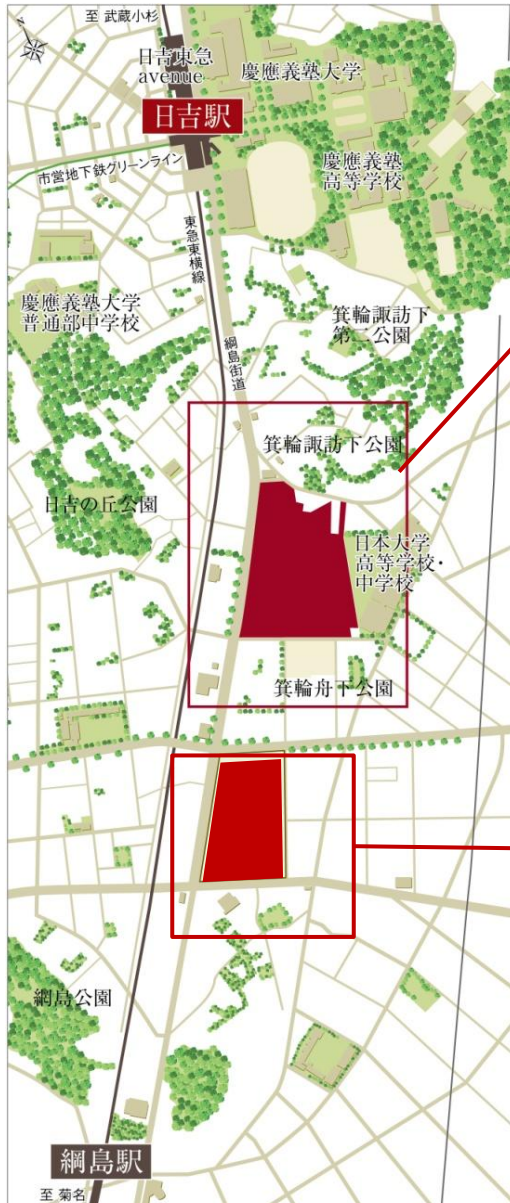 至 武蔵小杉
日吉東急
avenue
慶應義塾大学
日吉駅
市営地下鉄グリーンライン
慶應義塾
高等学校
東急東横線
慶應義塾大学
普通部中学校
綱島街道
箕輪諏訪下
第二公園
箕輪諏訪下公園
日吉の丘公園
日本大学
高等学校・
中学校
箕輪舟下公園
綱島公園
綱島駅
至 菊名